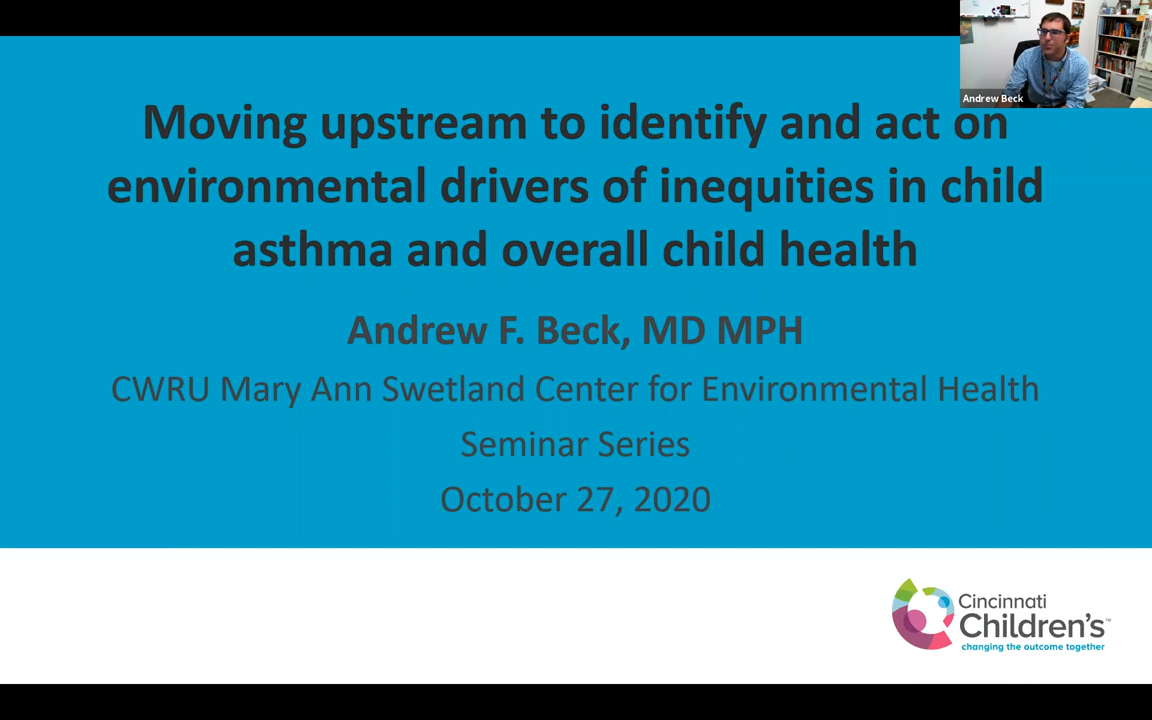 Andrew Beck
Moving upstream to identify and act on
environmental drivers of inequities in child
asthma and overall child health
Andrew F. Beck, MD MPH
CWRU Mary Ann Swetland Center for Environmental Health
Seminar Series
October 27, 2020
Cincinnati
Children's™
changing the outcome together